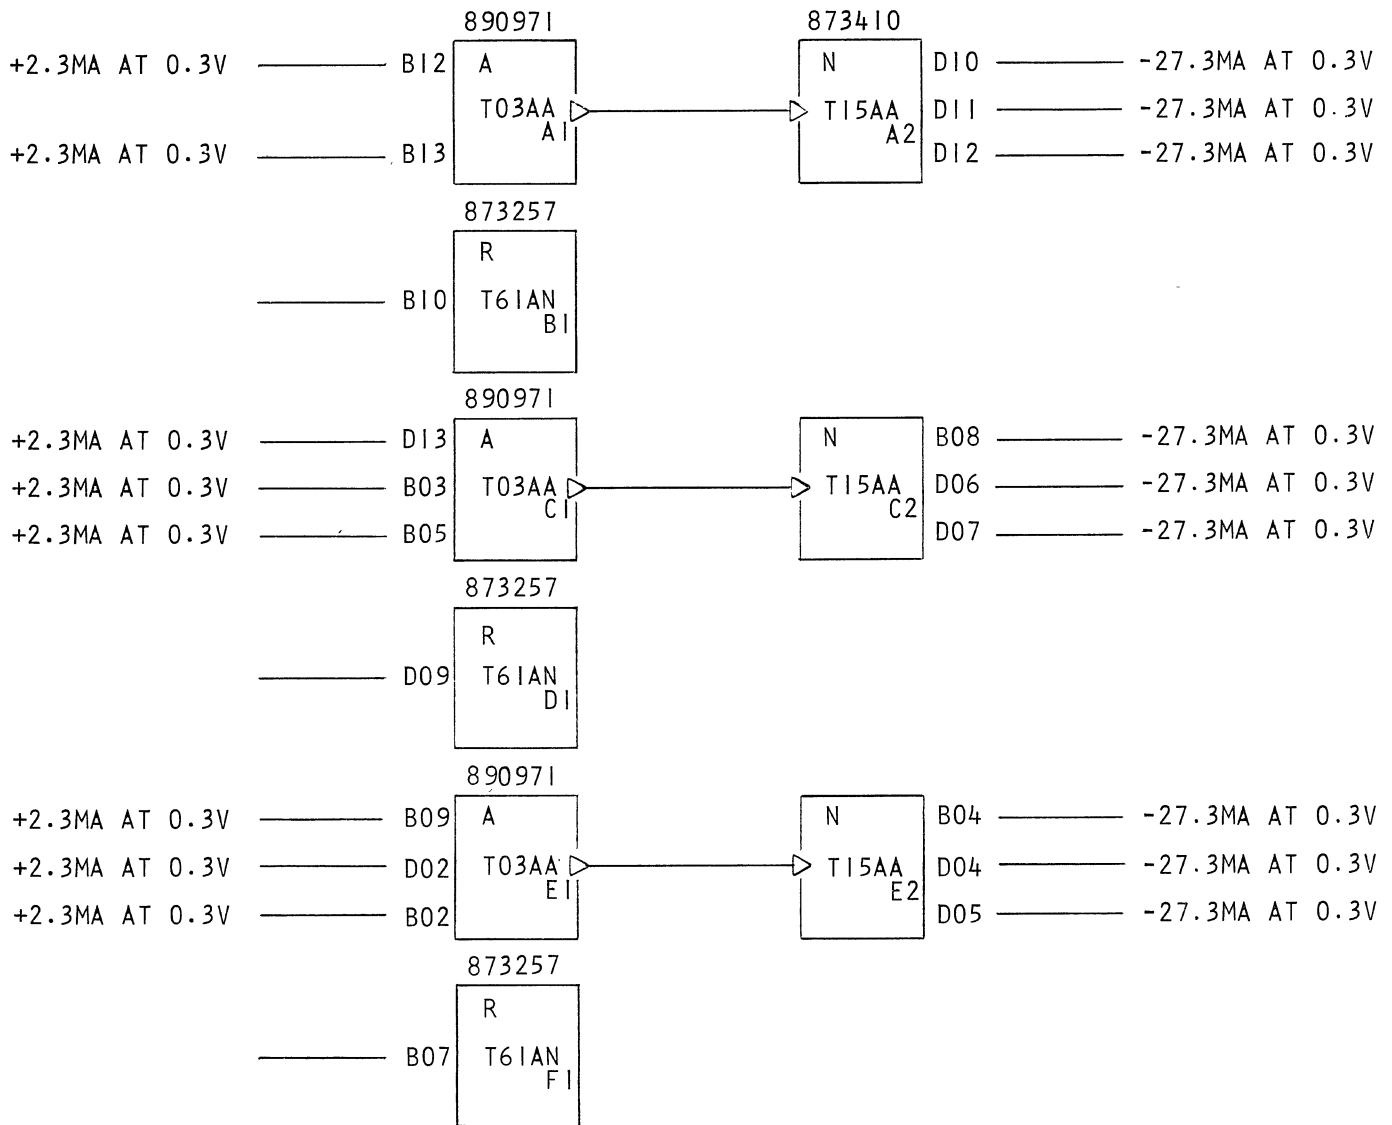 890971 873410
+2.3MA AT 0.3V B12 A N D10 -27.3MA AT 0.3V
T03AA T15AA D11 -27.3MA AT 0.3V
A1 A2
+2.3MA AT 0.3V B13 D12 -27.3MA AT 0.3V
873257
R
B10 T61AN
B1
890971
+2.3MA AT 0.3V D13 A N B08 -27.3MA AT 0.3V
+2.3MA AT 0.3V B03 T03AA T15AA D06 -27.3MA AT 0.3V
C1 C2
+2.3MA AT 0.3V B05 D07 -27.3MA AT 0.3V
873257
R
D09 T61AN
D1
890971
+2.3MA AT 0.3V B09 A N B04 -27.3MA AT 0.3V
+2.3MA AT 0.3V D02 T03AA T15AA D04 -27.3MA AT 0.3V
E1 E2
+2.3MA AT 0.3V B02 D05 -27.3MA AT 0.3V
873257
R
B07 T61AN
F1